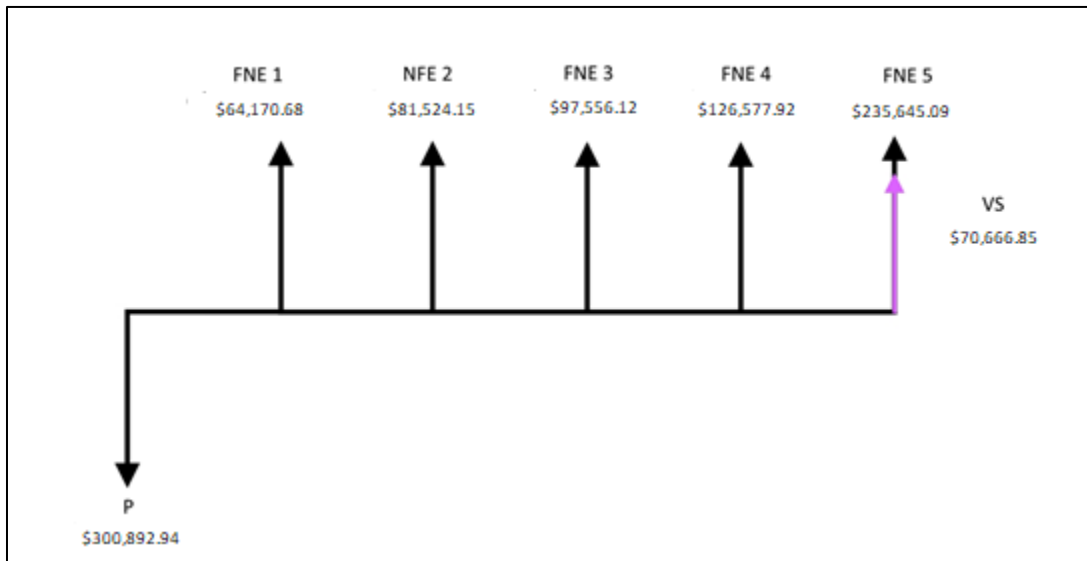 FNE 1
$64,170.68
NFE 2
$81,524.15
FNE 3
$97,556.12
FNE 4
$126,577.92
FNE 5
$235,645.09
VS
$70,666.85
P
$300,892.94